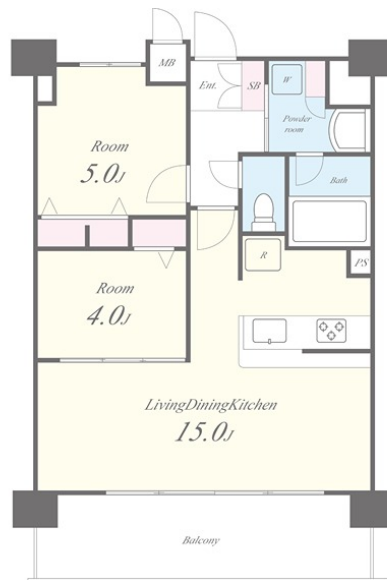 MB
Ent.
SB
W
Powder
room
Room
5.0J
Bath
R
PS
Room
4.0J
LivingDiningKitchen
15.0J
Balcony